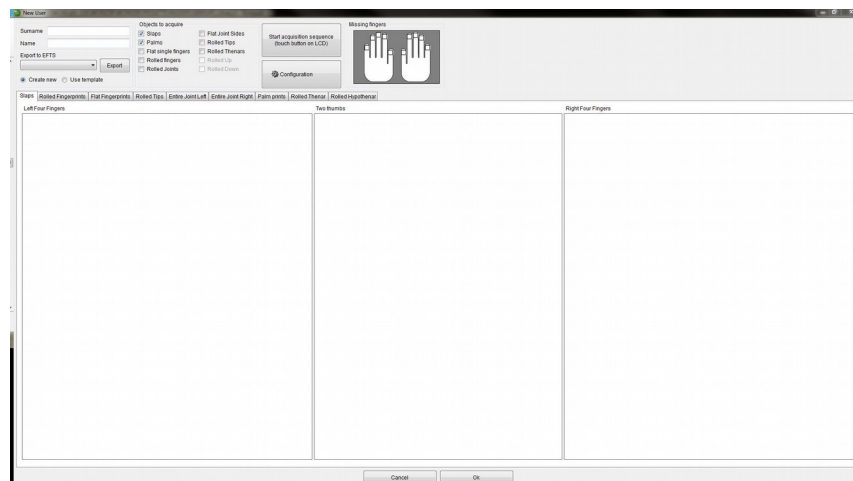 New User
Surname
Name
Export to EFTS
Export
Create new Use template
Objects to acquire
Slaps
Palms
Flat single fingers
Rolled fingers
Rolled Joints
Flat Joint Sides
Rolled Tips
Rolled Thenars
Rolled Up
Rolled Down
Start acquisition sequence
(touch button on LCD)
Configuration
Missing fingers
Slaps Rolled Fingerprints Flat Fingerprints Rolled Tips Entire Joint Left Entire Joint Right Palm prints Rolled Thenar Rolled Hypothenar
Left Four Fingers
Two thumbs
Right Four Fingers
Cancel
Ok